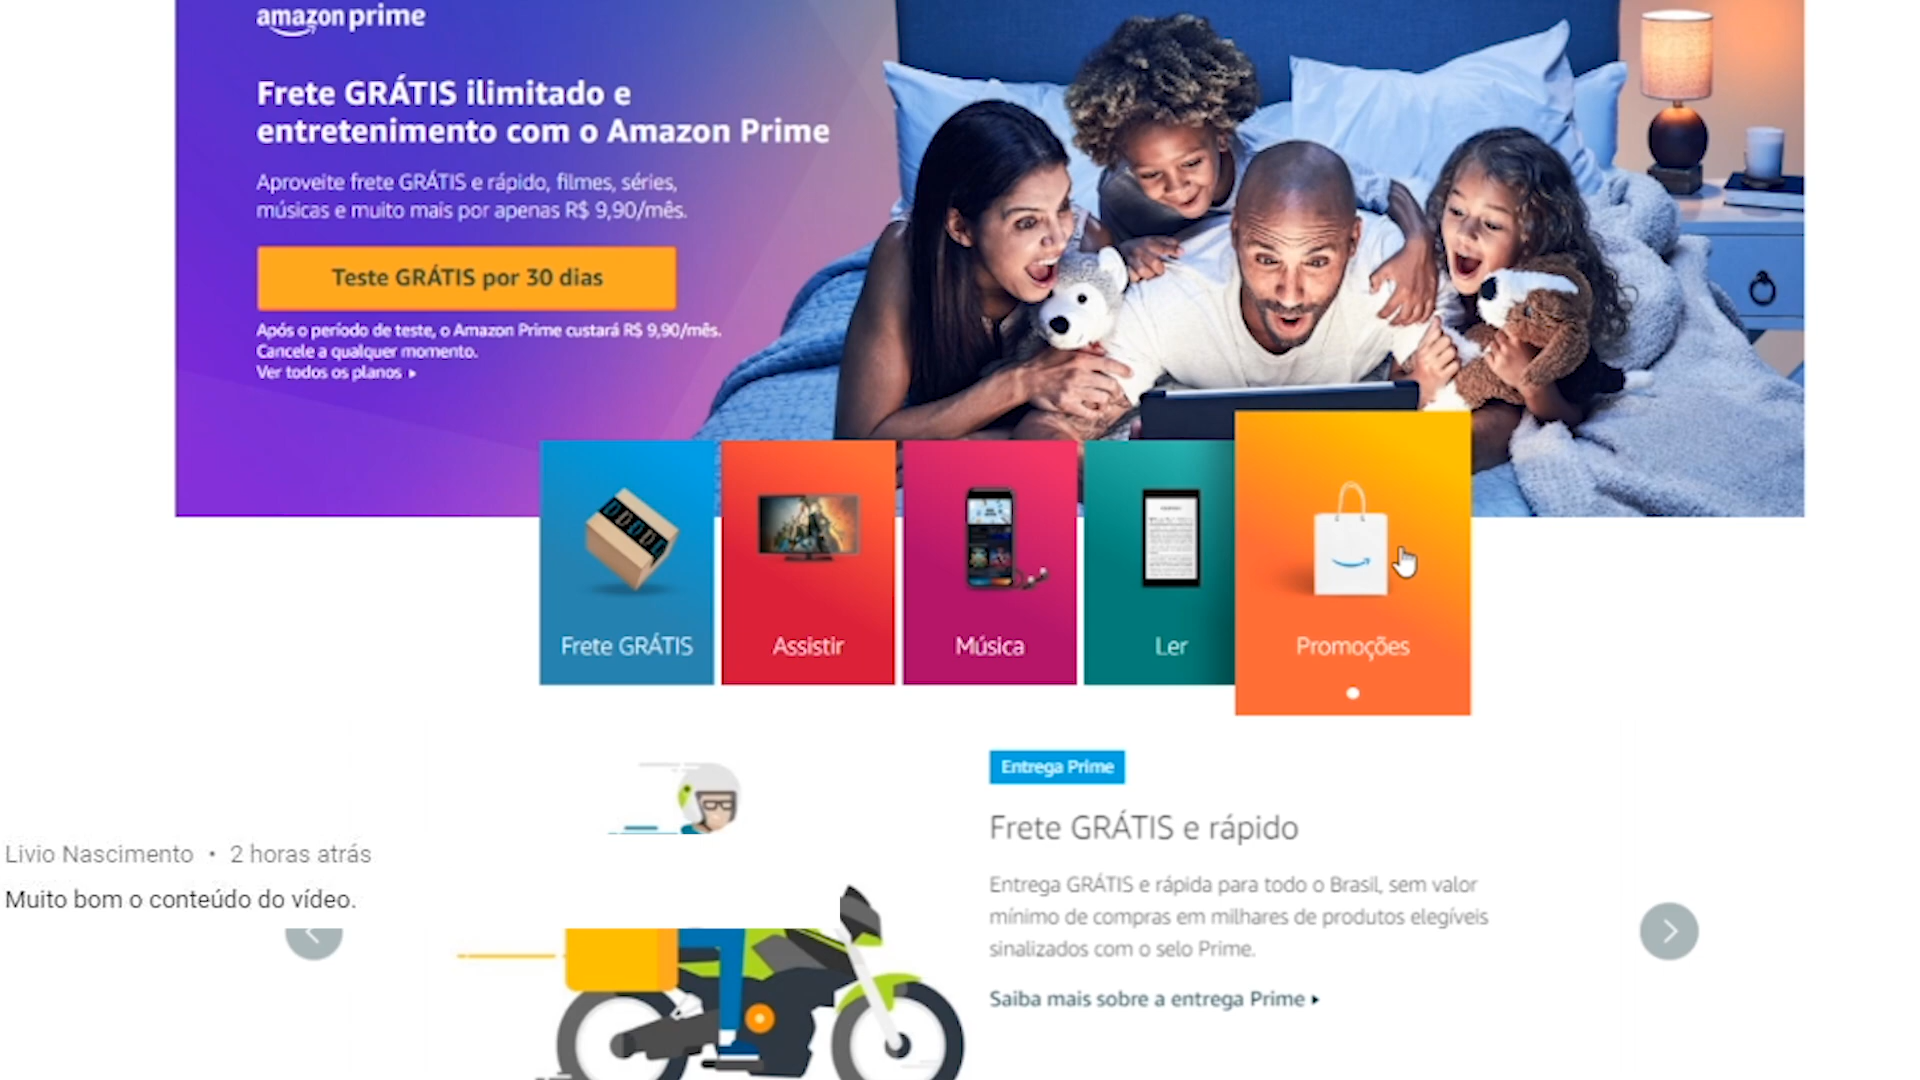 amazon prime
Frete GRÁTIS ilimitado e
entretenimento com o Amazon Prime
Aproveite frete GRÁTIS e rápido, filmes, séries,
músicas e muito mais por apenas R$ 9,90/mês.
Teste GRÁTIS por 30 dias
Após o período de teste, o Amazon Prime custará R$ 9,90/mês.
Cancele a qualquer momento.
Ver todos os planos
Frete GRÁTIS
Assistir
Música
Ler
Promoções
Entrega Prime
Frete GRÁTIS e rápido
Entrega GRÁTIS e rápida para todo o Brasil, sem valor
mínimo de compras em milhares de produtos elegíveis
sinalizados com o selo Prime.
Saiba mais sobre a entrega Prime
Livio Nascimento • 2 horas atrás
Muito bom o conteúdo do vídeo.